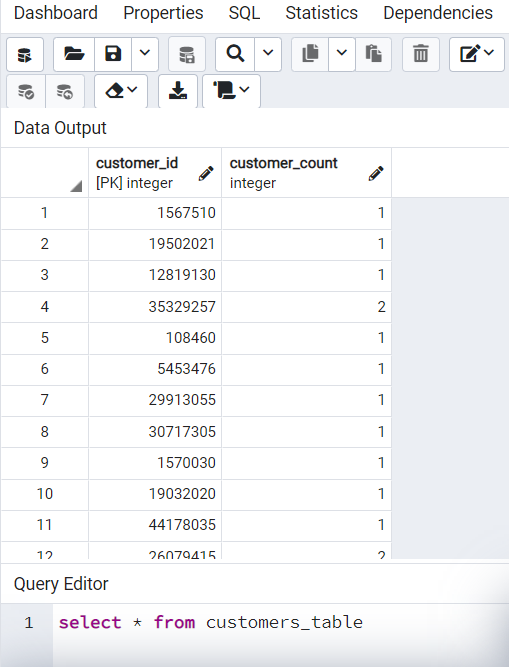 Dashboard Properties SQL Statistics Dependencies
Data Output
customer_id customer_count
[PK] integer integer
1 1567510 1
2 19502021 1
3 12819130 1
4 35329257 2
5 108460 1
6 5453476 1
7 29913055 1
8 30717305 1
9 1570030 1
10 19032020 1
11 44178035 1
12 26079415 2
Query Editor
1 select * from customers_table